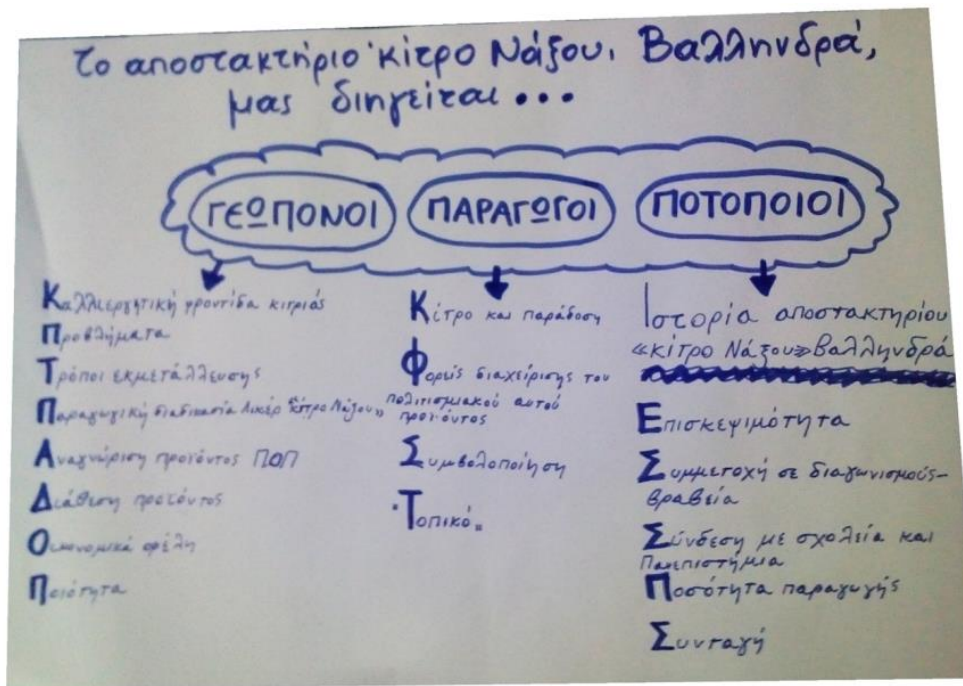 Το αποστακτήριο κίτρο Νάξου, Βαλληνδρά,
μας διηγείται...
ΓΕΩΠΟΝΟΙ
ΠΑΡΑΓΩΓΟΙ
ΠΟΤΟΠΟΙΟΙ
Καλλιεργητική φροντίδα κιτριάς
Προβλήματα
Τρόποι εκμετάλλευσης
Παραγωγική διαδικασία λικέρ "κίτρο Νάξου"
Αναγνώριση προϊόντος ΠΟΠ
Διάθεση προϊόντος
Οικονομικά οφέλη
Ποιότητα
Κίτρο και παράδοση
Φορείς διαχείρισης του
πολιτισμιακού αυτού
προϊόντος
Συμβολοποίηση
"Τοπικό"
Ιστορία αποστακτηρίου
«κίτρο Νάξου» Βαλληνδρά
Επισκεψιμότητα
Συμμετοχή σε διαγωνισμούς-
βραβεία
Σύνδεση με σχολεία και
Πανεπιστήμια
Ποσότητα παραγωγής
Συνταγή